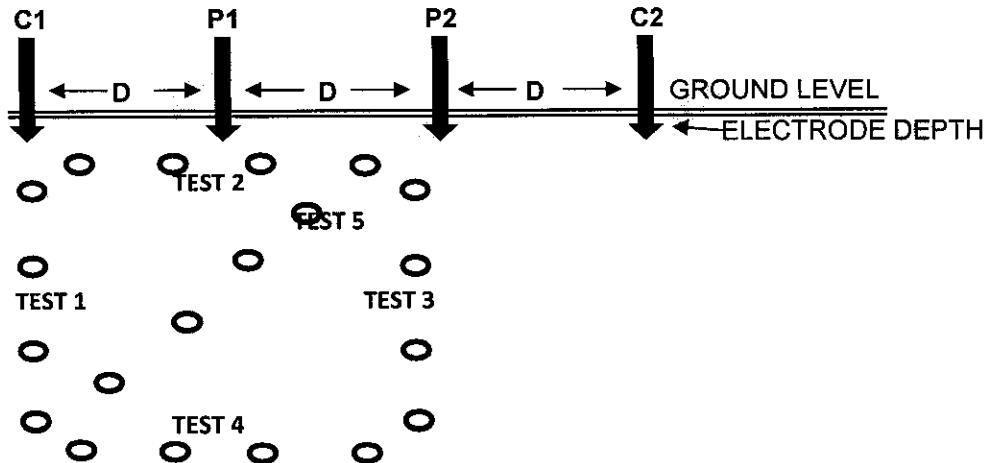 C1 P1 P2 C2
D D D GROUND LEVEL
ELECTRODE DEPTH
TEST 2
TEST 5
TEST 1 TEST 3
TEST 4